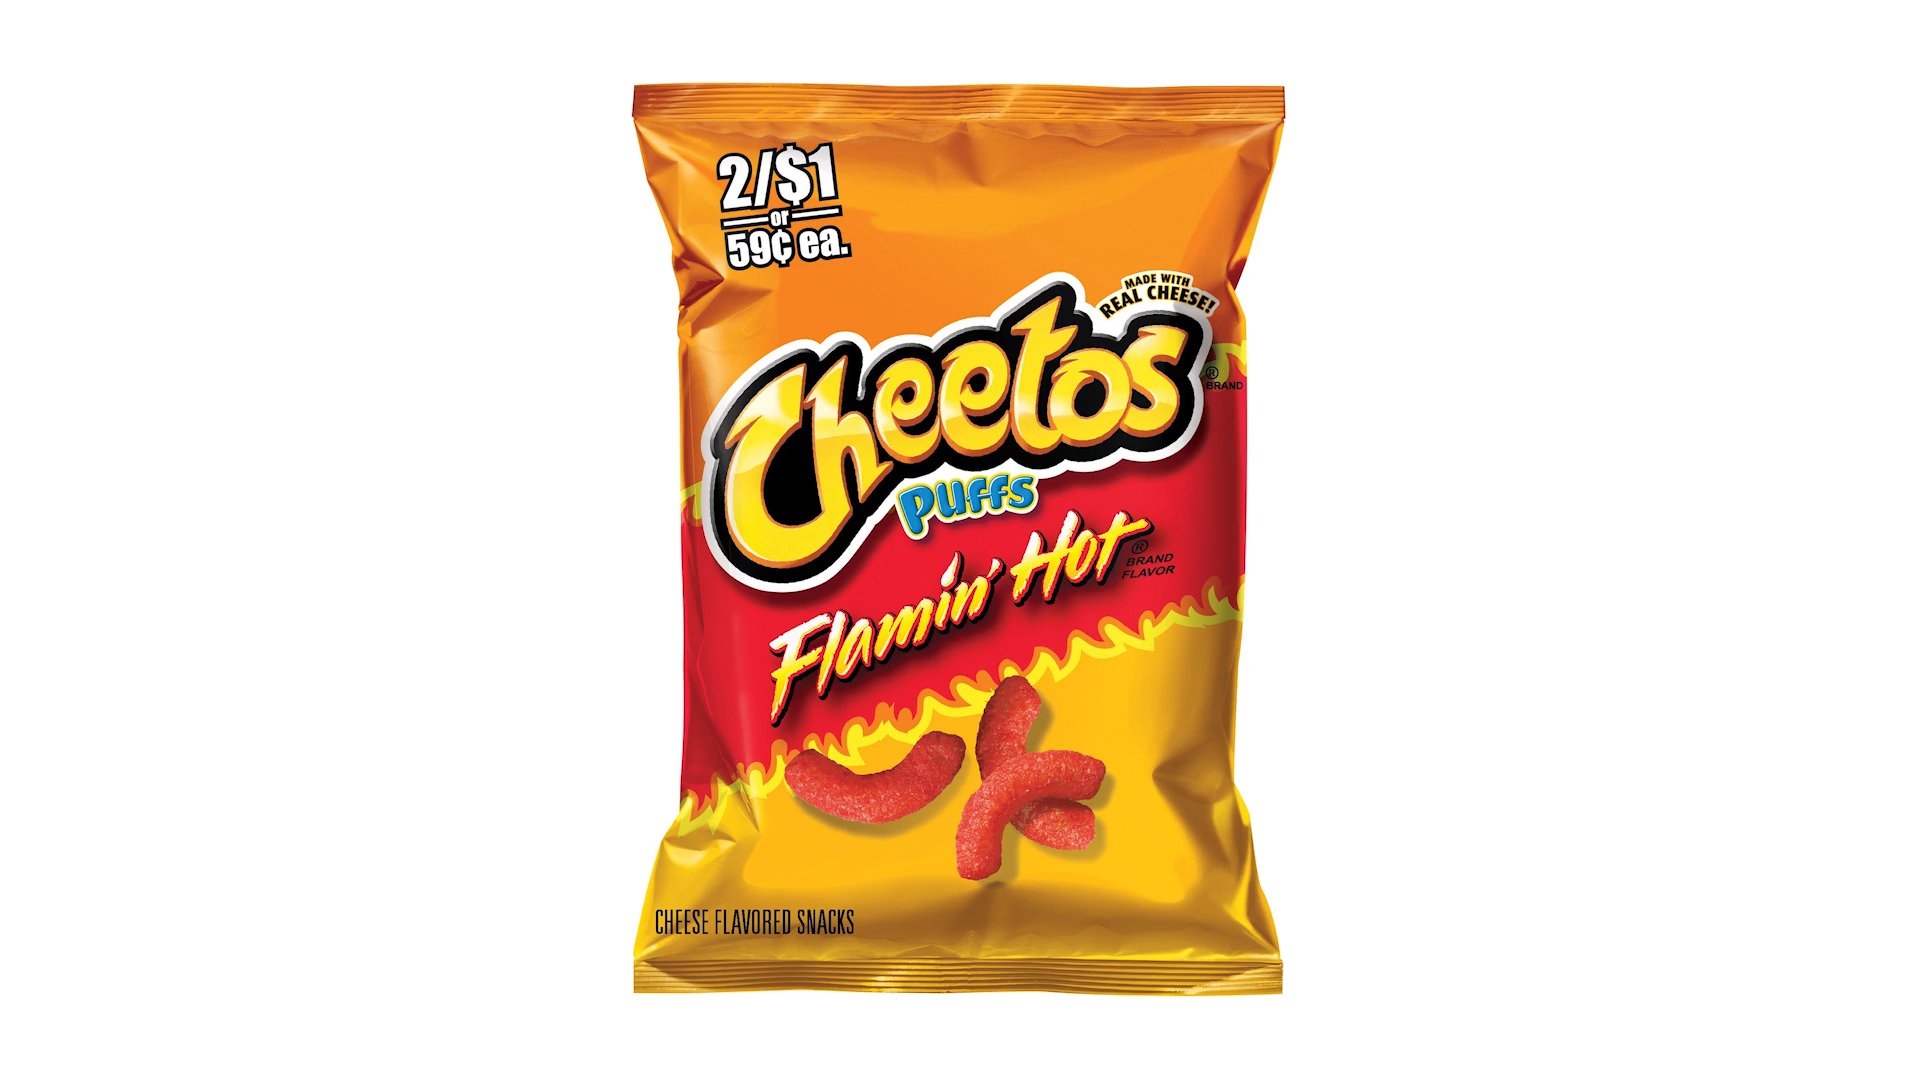 2/$1
or
59¢ ea.
MADE WITH
REAL CHEESE!
Cheetos
® BRAND
PUFFS
Flamin' Hot
® BRAND
FLAVOR
CHEESE FLAVORED SNACKS